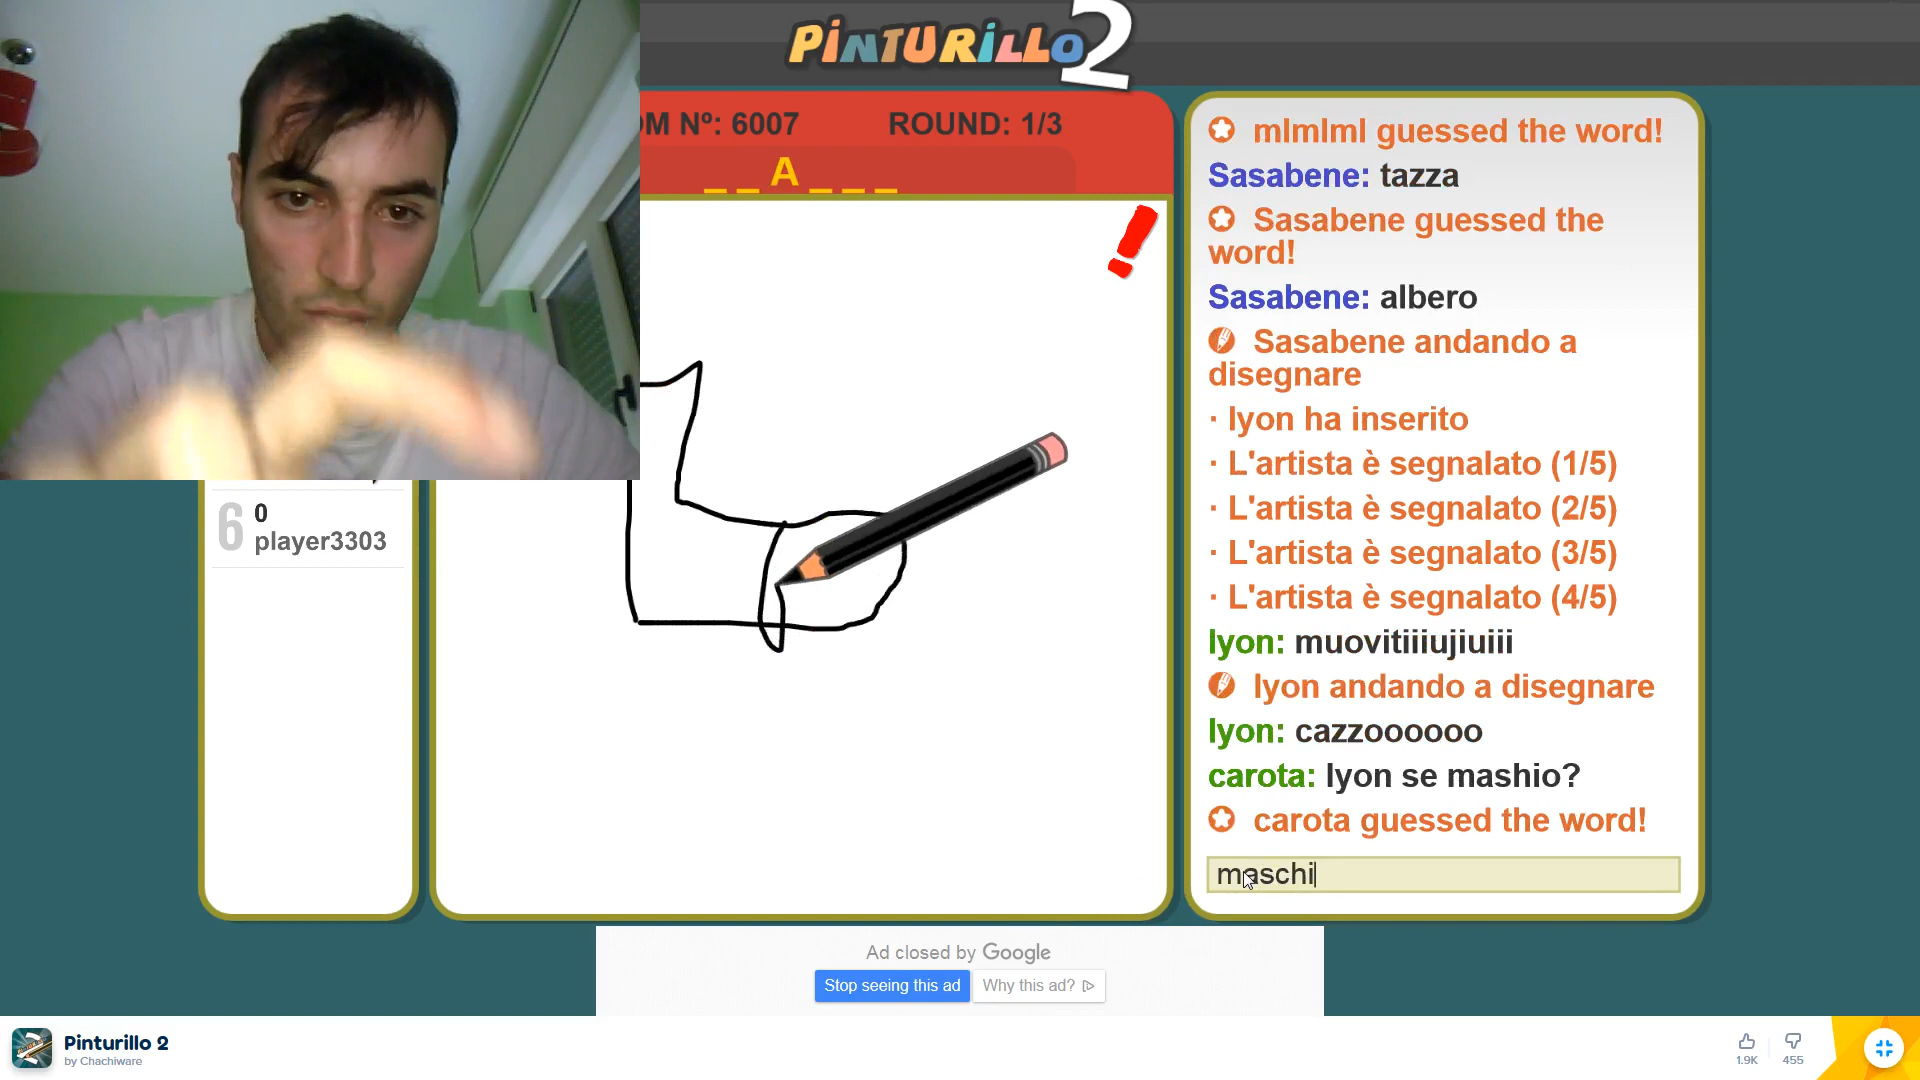 PiNTURiLLO 2
M Nº: 6007 ROUND: 1/3
_ _ A _ _ _
mlmlml guessed the word!
Sasabene: tazza
Sasabene guessed the
word!
Sasabene: albero
Sasabene andando a
disegnare
· lyon ha inserito
· L'artista è segnalato (1/5)
· L'artista è segnalato (2/5)
· L'artista è segnalato (3/5)
· L'artista è segnalato (4/5)
lyon: muovitiiiujiuiii
lyon andando a disegnare
lyon: cazzoooooo
carota: lyon se mashio?
carota guessed the word!
maschi
6 0
player3303
Ad closed by Google
Stop seeing this ad Why this ad?
Pinturillo 2
by Chachiware
1.9K 455